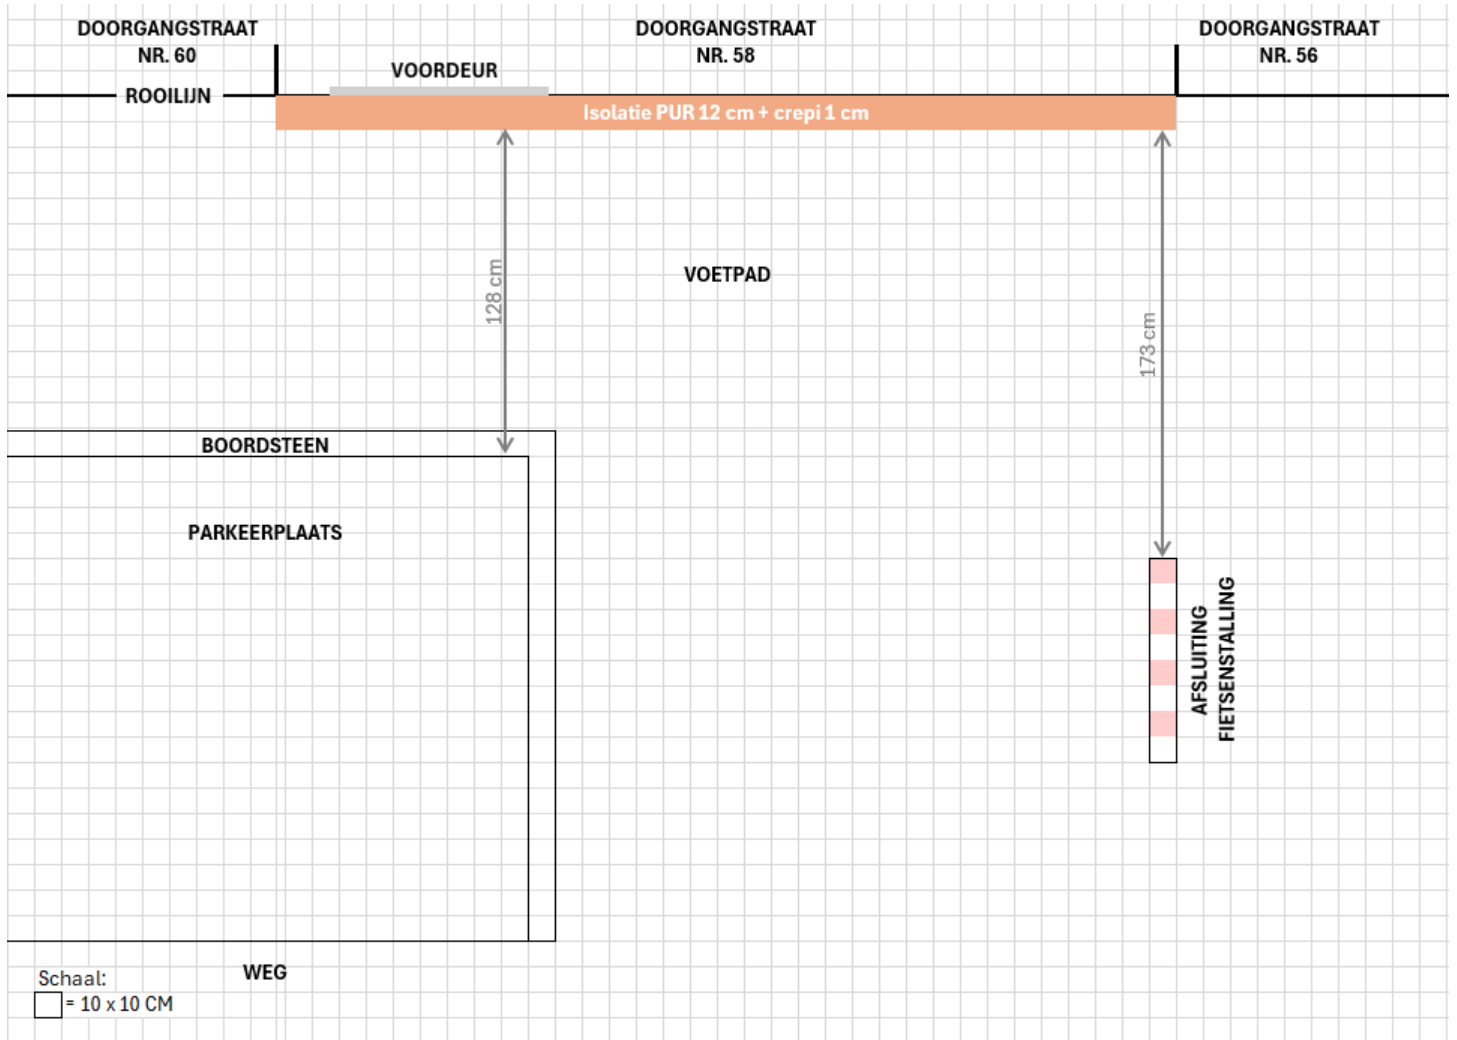 DOORGANGSTRAAT
NR. 60
DOORGANGSTRAAT
NR. 58
DOORGANGSTRAAT
NR. 56
VOORDEUR
ROOILIJN
Isolatie PUR 12 cm + crepi 1 cm
128 cm
VOETPAD
173 cm
BOORDSTEEN
PARKEERPLAATS
AFSLUITING
FIETSENSTALLING
WEG
Schaal:
= 10 x 10 CM